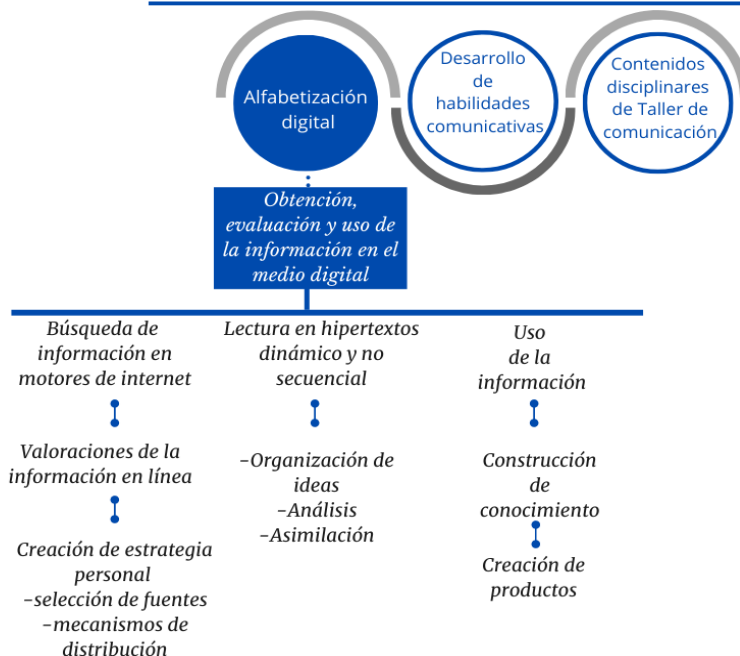 Alfabetización
digital
Desarrollo
de
habilidades
comunicativas
Contenidos
disciplinares
de Taller de
comunicación
Obtención,
evaluación y uso de
la información en el
medio digital
Búsqueda de
información en
motores de internet
Valoraciones de la
información en línea
Creación de estrategia
personal
-selección de fuentes
-mecanismos de
distribución
Lectura en hipertextos
dinámico y no
secuencial
-Organización de
ideas
-Análisis
-Asimilación
Uso
de la
información
Construcción
de
conocimiento
Creación de
productos